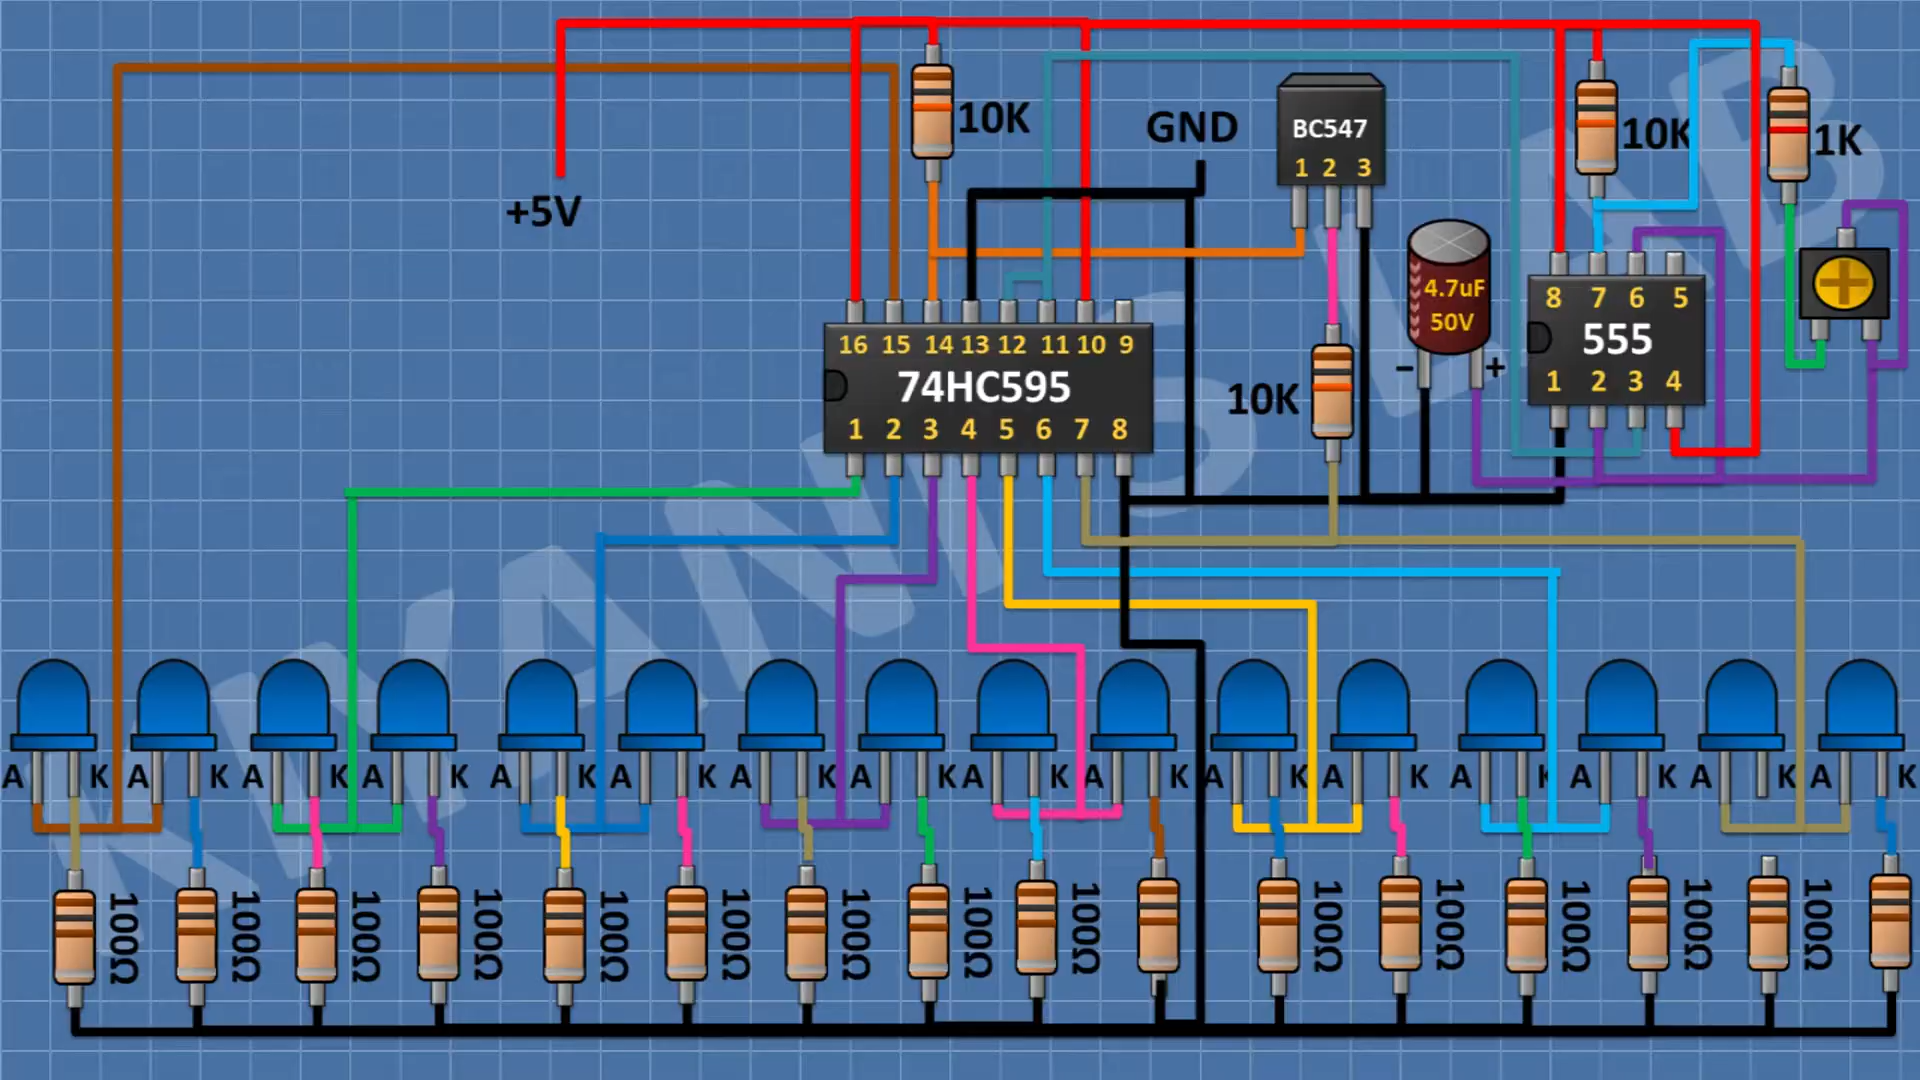 10K
GND
BC547
1 2 3
10K
1K
+5V
4.7uF
50V
- +
8 7 6 5
555
1 2 3 4
16 15 14 13 12 11 10 9
74HC595
1 2 3 4 5 6 7 8
10K
KIYANIS LAB
A K A K A K A K A K A K A K A K A K A K A K A K A K A K A K A K
100Ω 100Ω 100Ω 100Ω 100Ω 100Ω 100Ω 100Ω 100Ω 100Ω 100Ω 100Ω 100Ω 100Ω